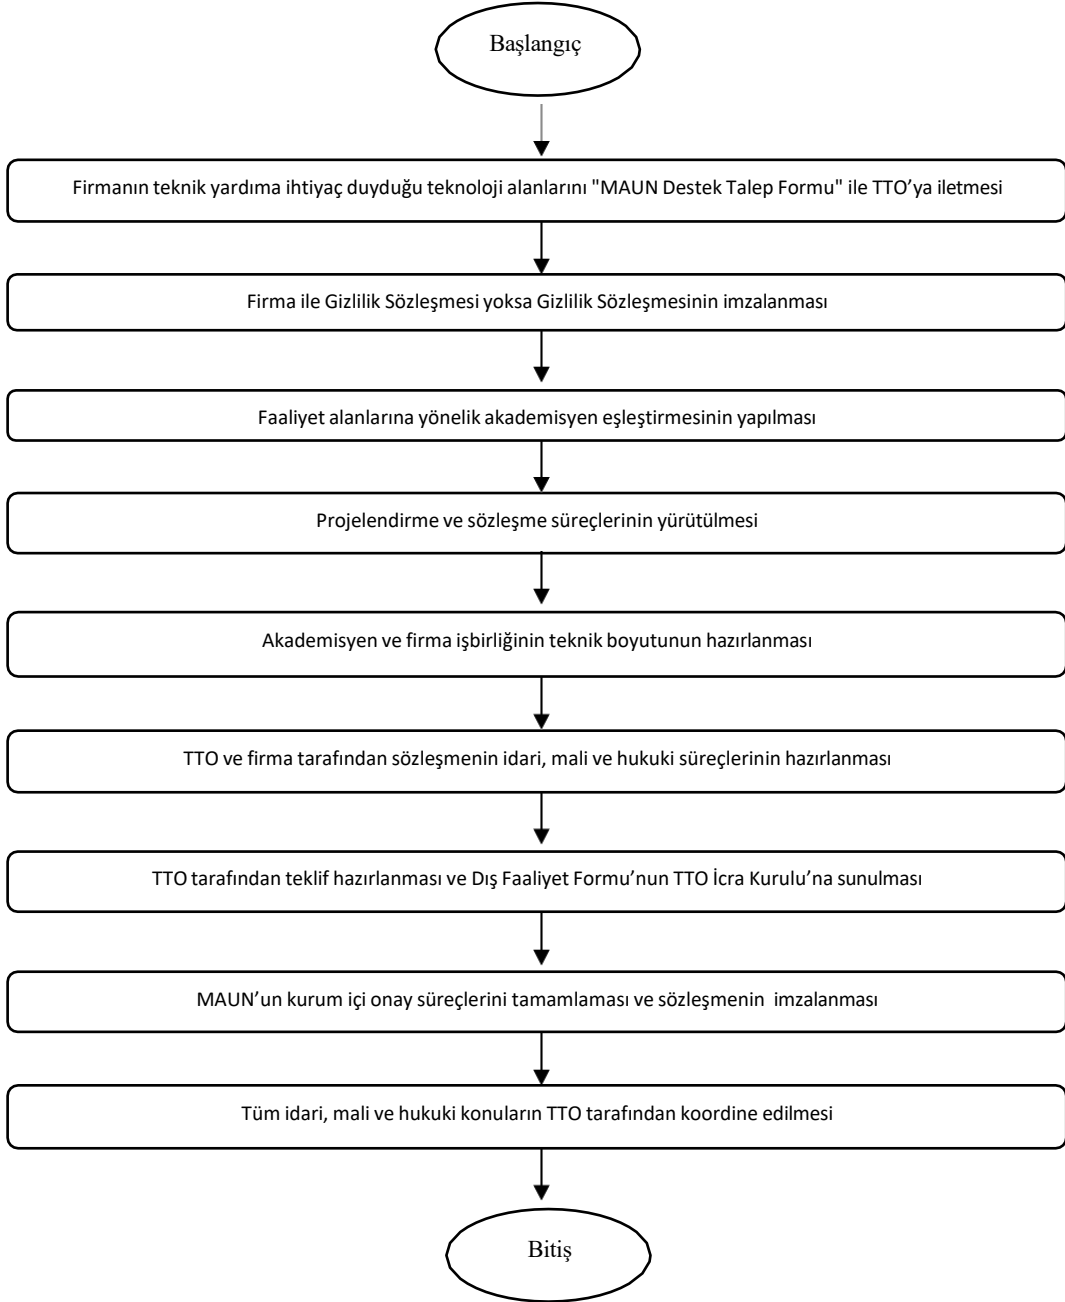 Başlangıç
Firmanın teknik yardıma ihtiyaç duyduğu teknoloji alanlarını "MAUN Destek Talep Formu" ile TTO’ya iletmesi
Firma ile Gizlilik Sözleşmesi yoksa Gizlilik Sözleşmesinin imzalanması
Faaliyet alanlarına yönelik akademisyen eşleştirmesinin yapılması
Projelendirme ve sözleşme süreçlerinin yürütülmesi
Akademisyen ve firma işbirliğinin teknik boyutunun hazırlanması
TTO ve firma tarafından sözleşmenin idari, mali ve hukuki süreçlerinin hazırlanması
TTO tarafından teklif hazırlanması ve Dış Faaliyet Formu’nun TTO İcra Kurulu’na sunulması
MAUN’un kurum içi onay süreçlerini tamamlaması ve sözleşmenin imzalanması
Tüm idari, mali ve hukuki konuların TTO tarafından koordine edilmesi
Bitiş